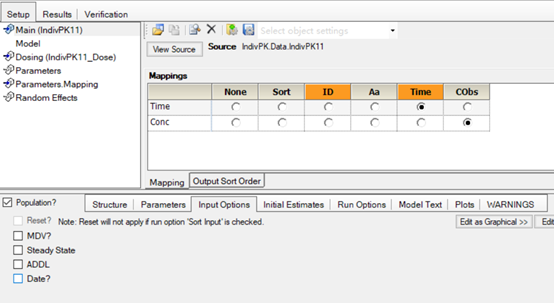 Setup Results Verification
Main (IndivPK11)
Model
Dosing (IndivPK11_Dose)
Parameters
Parameters.Mapping
Random Effects
Select object settings
View Source Source IndivPK.Data.IndivPK11
Mappings
None Sort ID Aa Time CObs
Time
Conc
Mapping Output Sort Order
Population? Structure Parameters Input Options Initial Estimates Run Options Model Text Plots WARNINGS
Reset? Note: Reset will not apply if run option 'Sort Input' is checked. Edit as Graphical >> Edit
MDV?
Steady State
ADDL
Date?